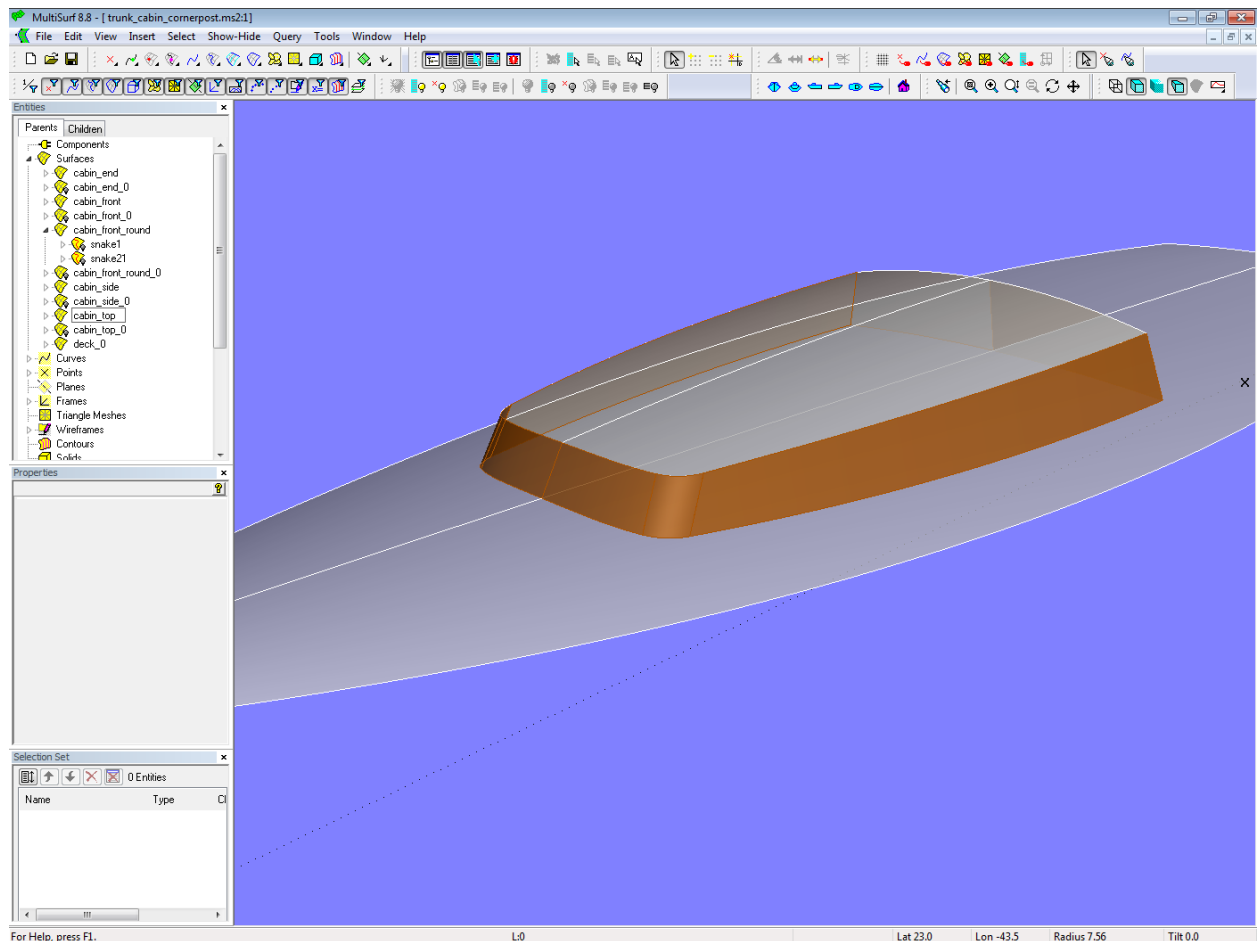 MultiSurf 8.8 - [ trunk_cabin_cornerpost.ms2:1]
File Edit View Insert Select Show-Hide Query Tools Window Help
Entities
Parents Children
Components
Surfaces
cabin_end
cabin_end_0
cabin_front
cabin_front_0
cabin_front_round
snake1
snake21
cabin_front_round_0
cabin_side
cabin_side_0
cabin_top
cabin_top_0
deck_0
Curves
Points
Planes
Frames
Triangle Meshes
Wireframes
Contours
Solids
Properties
Selection Set
0 Entities
Name Type Cl
X
For Help, press F1. L:0 Lat 23.0 Lon -43.5 Radius 7.56 Tilt 0.0